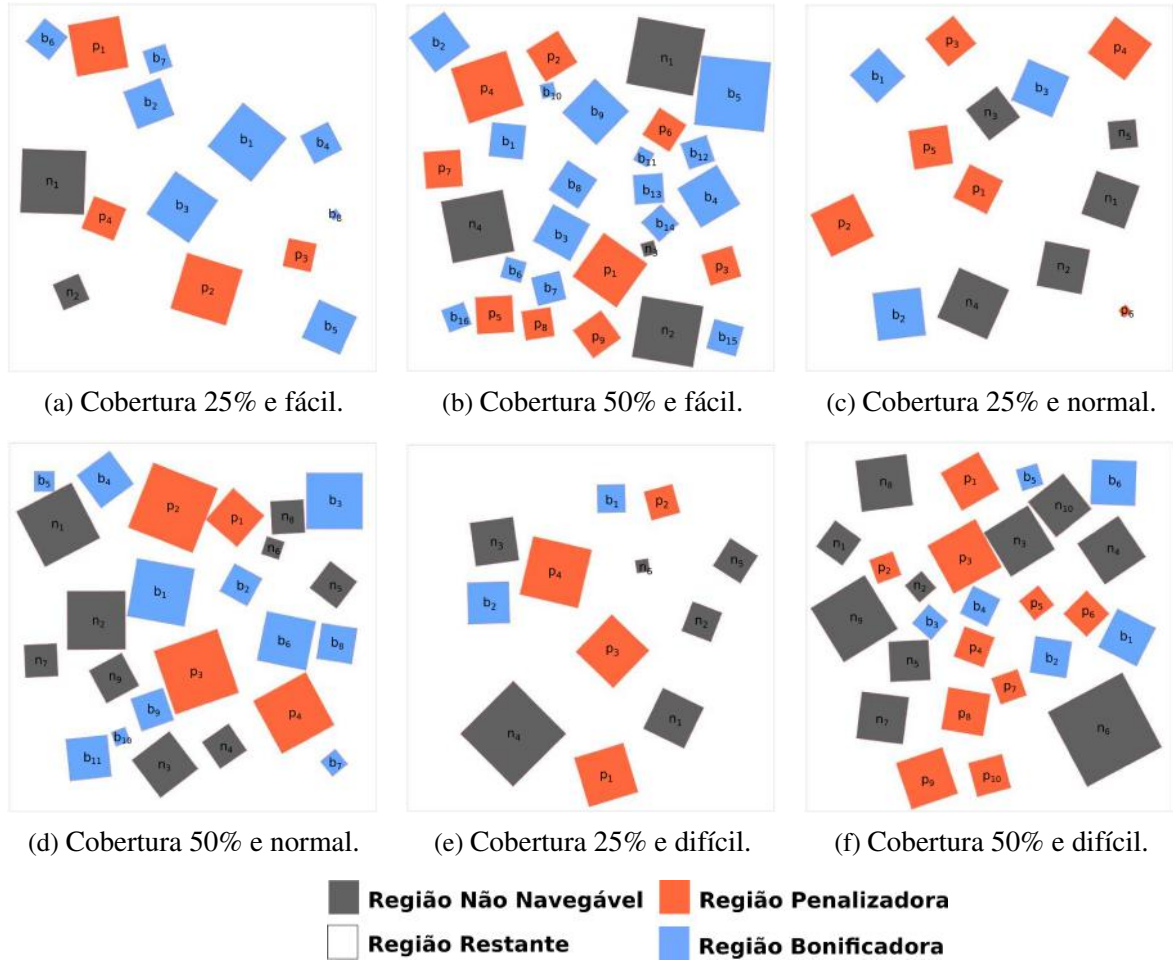 b₆
p₁
b₇
b₂
b₁
b₄
n₁
b₃
p₄
b₈
p₃
n₂
p₂
b₅
(a) Cobertura 25% e fácil.
b₂
n₁
p₂
p₄
b₁₀
b₅
b₉
p₆
b₁
b₁₂
b₁₁
p₇
b₈
b₁₃
b₄
n₄
b₁₄
b₃
n₃
p₃
b₆
p₁
b₇
b₁₆
p₅
p₈
p₉
n₂
b₁₅
(b) Cobertura 50% e fácil.
p₃
p₄
b₁
b₃
n₃
n₅
p₅
p₁
n₁
p₂
n₂
n₄
b₂
p₆
(c) Cobertura 25% e normal.
b₅
b₄
p₂
b₃
n₁
p₁
n₈
n₆
b₁
b₂
n₅
n₂
b₆
b₈
n₇
n₉
p₃
b₉
p₄
b₁₀
n₄
b₁₁
n₃
b₇
(d) Cobertura 50% e normal.
b₁
p₂
n₃
n₅
p₄
n₆
b₂
n₂
p₃
n₁
n₄
p₁
(e) Cobertura 25% e difícil.
n₈
p₁
b₅
b₆
n₁₀
n₁
p₃
n₃
n₄
p₂
n₂
n₉
b₄
p₅
p₆
b₃
b₁
p₄
n₅
b₂
p₇
n₇
p₈
n₆
p₉
p₁₀
(f) Cobertura 50% e difícil.
Região Não Navegável
Região Penalizadora
Região Restante
Região Bonificadora